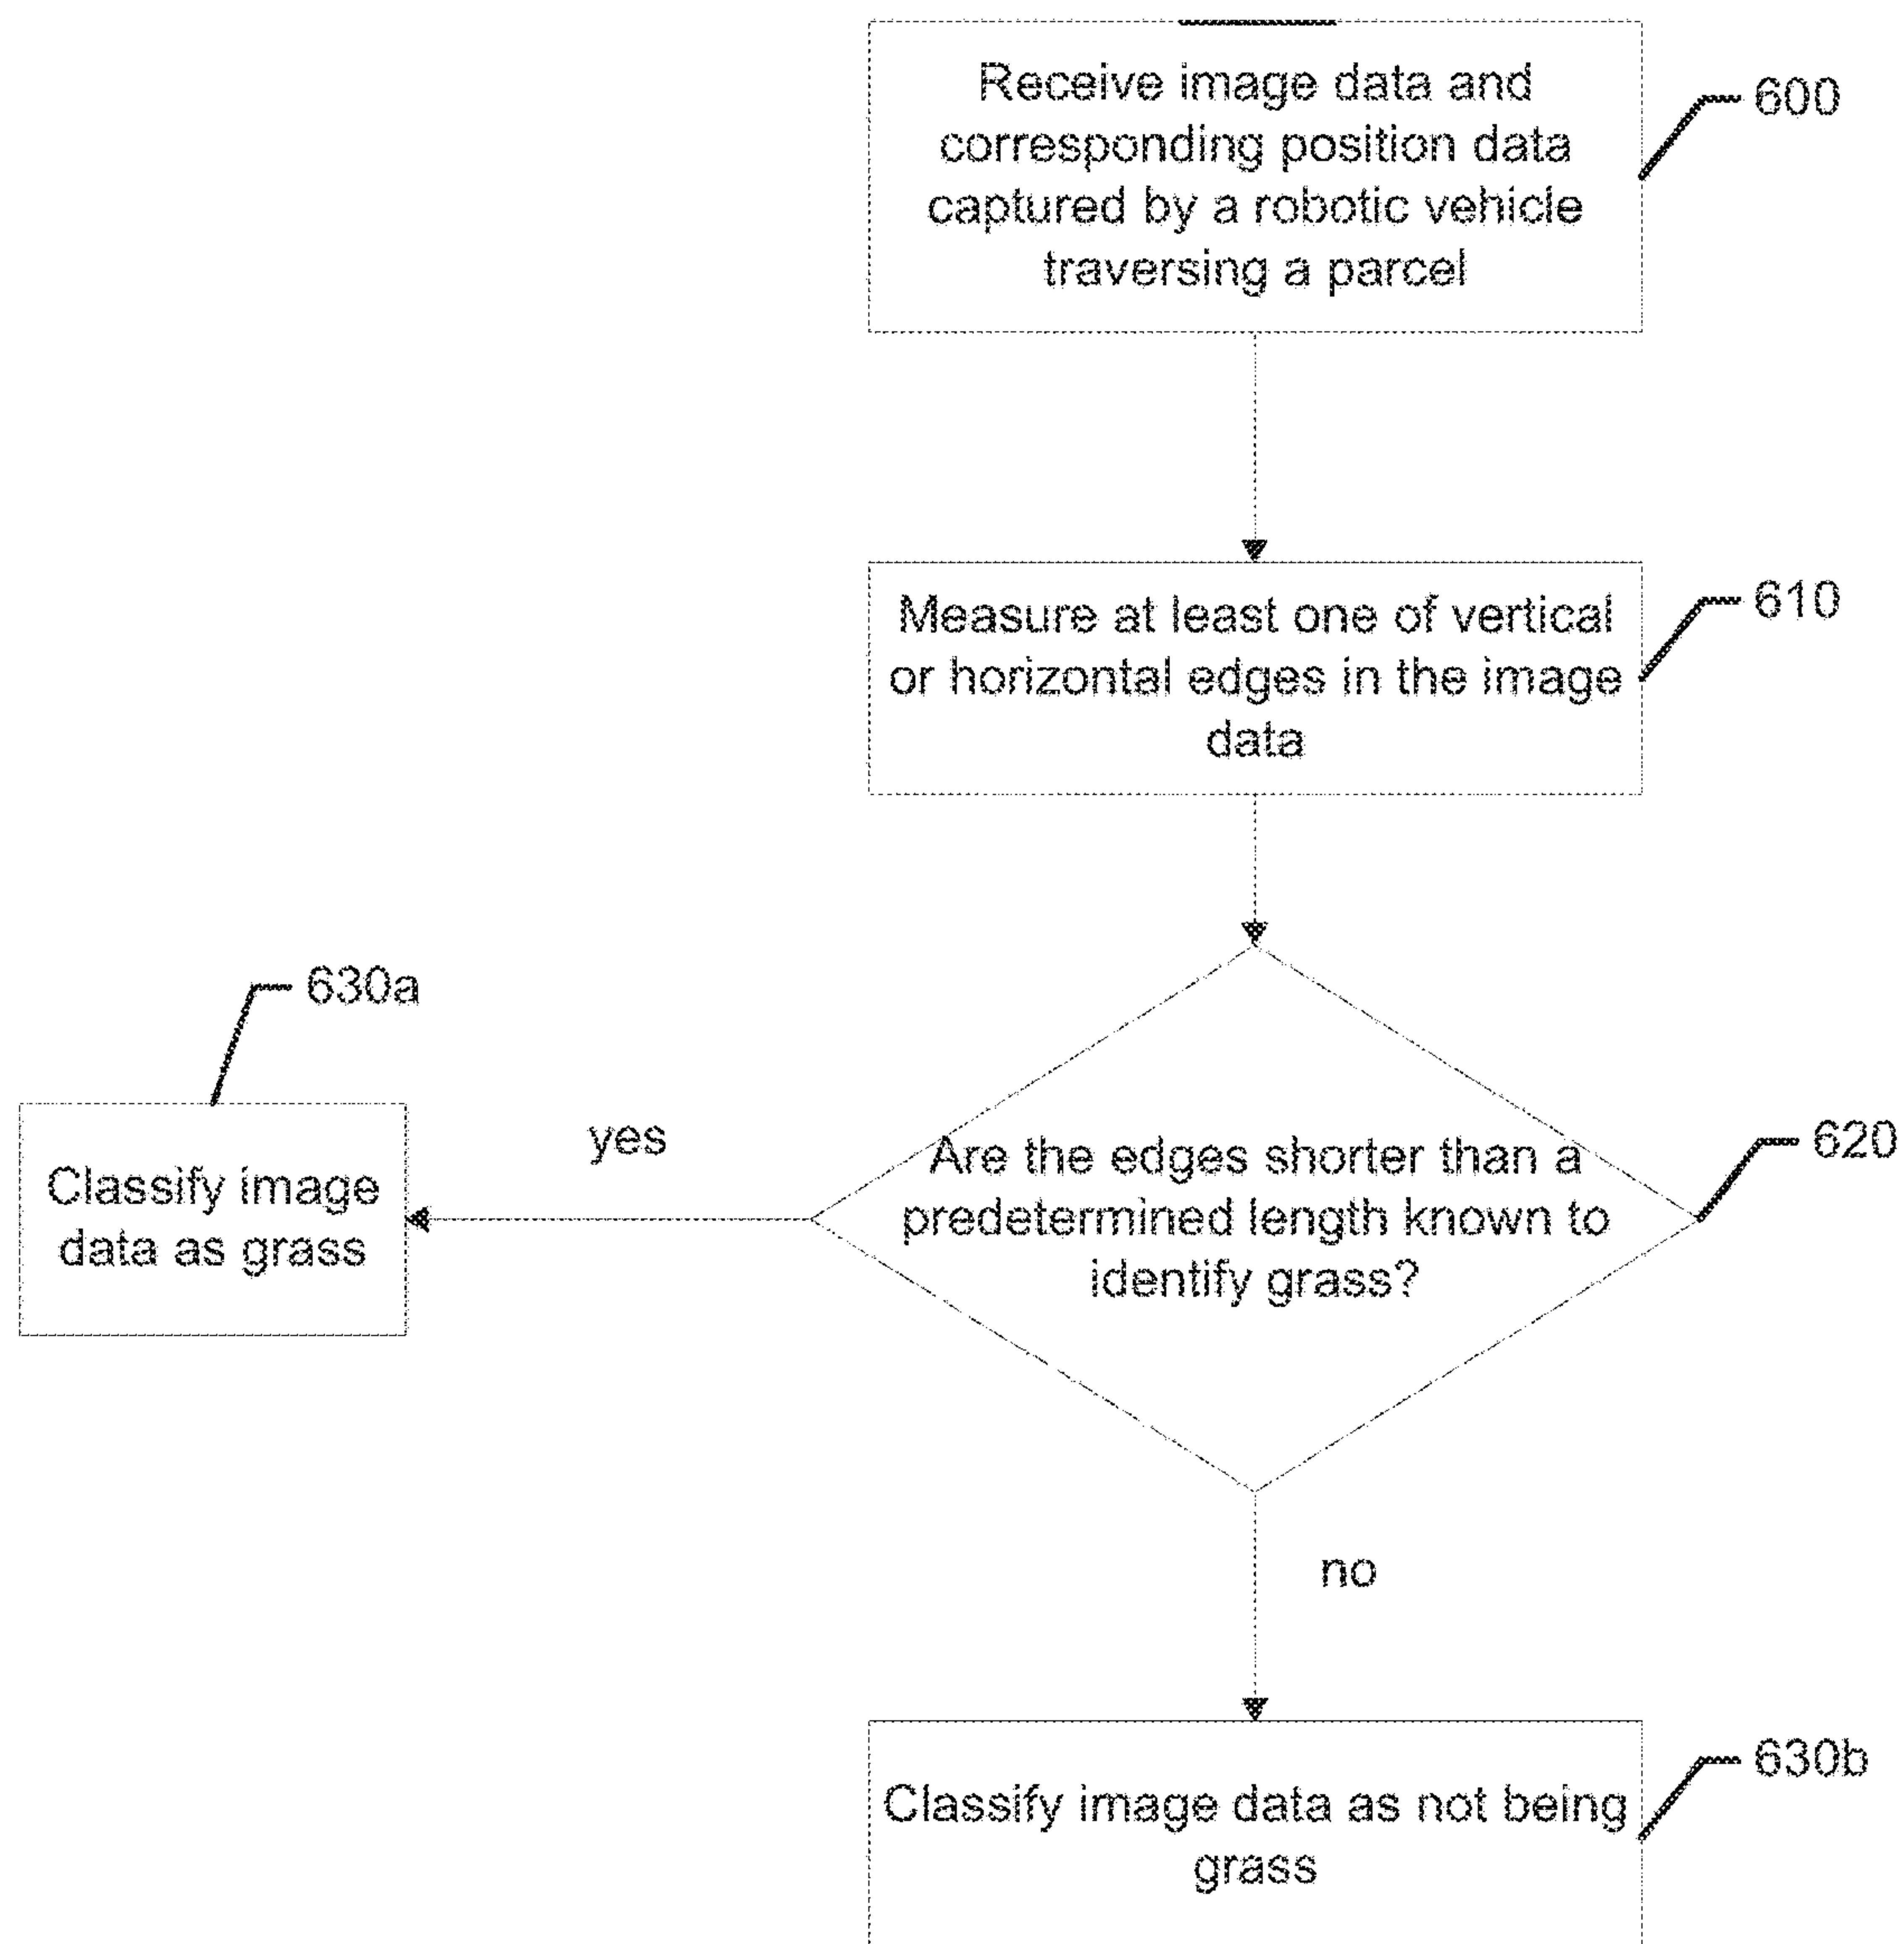 Receive image data and
corresponding position data
captured by a robotic vehicle
traversing a parcel
600
Measure at least one of vertical
or horizontal edges in the image
data
610
630a
Classify image
data as grass
yes
Are the edges shorter than a
predetermined length known to
identify grass?
620
no
Classify image data as not being
grass
630b